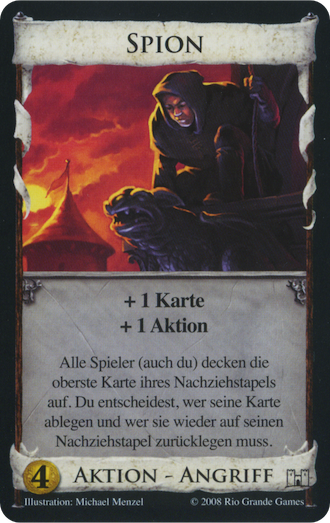 SPION
+ 1 Karte
+ 1 Aktion
Alle Spieler (auch du) decken die
oberste Karte ihres Nachziehstapels
auf. Du entscheidest, wer seine Karte
ablegen und wer sie wieder auf seinen
Nachziehstapel zurücklegen muss.
4 AKTION - ANGRIFF
Illustration: Michael Menzel © 2008 Rio Grande Games